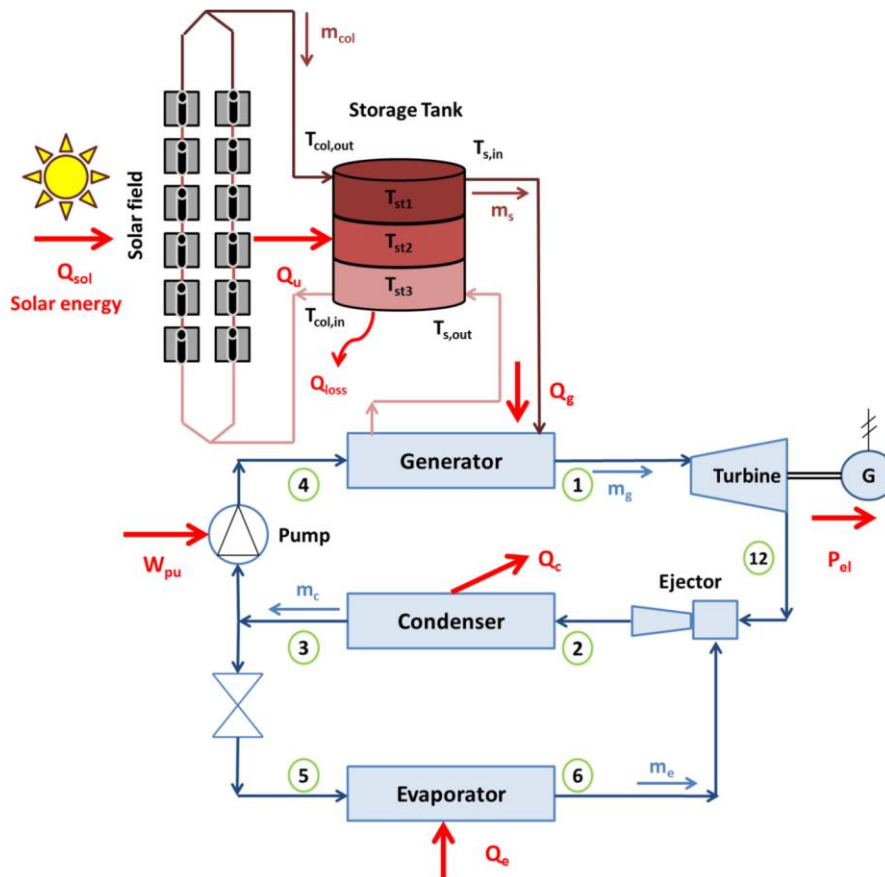 m_col
Storage Tank
T_col,out
T_s,in
T_st1
m_s
Solar field
T_st2
Q_sol
Solar energy
Q_u
T_st3
T_col,in
T_s,out
Q_loss
Q_g
Generator
4
1
m_g
Turbine
G
Pump
W_pu
12
P_el
Q_c
Ejector
m_c
Condenser
3
2
5
6
m_e
Evaporator
Q_e